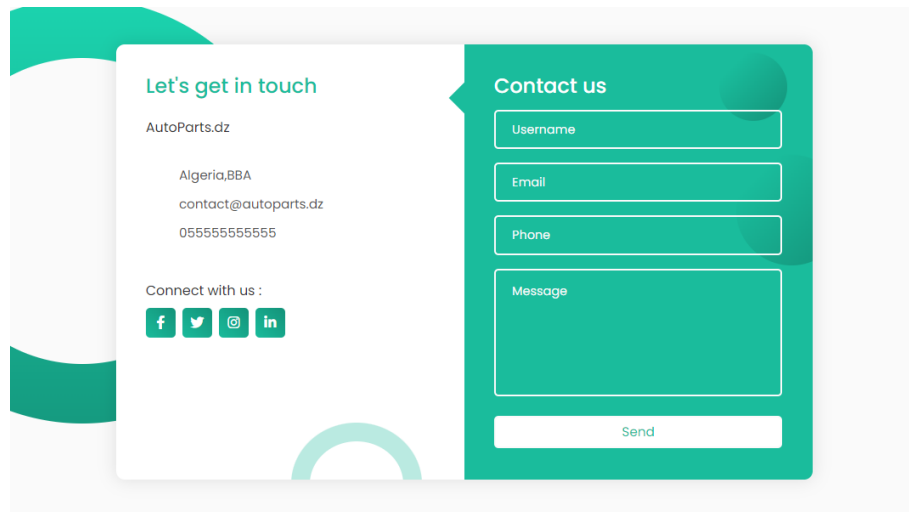 Let's get in touch
AutoParts.dz
Algeria,BBA
contact@autoparts.dz
055555555555
Connect with us :
Contact us
Username
Email
Phone
Message
Send